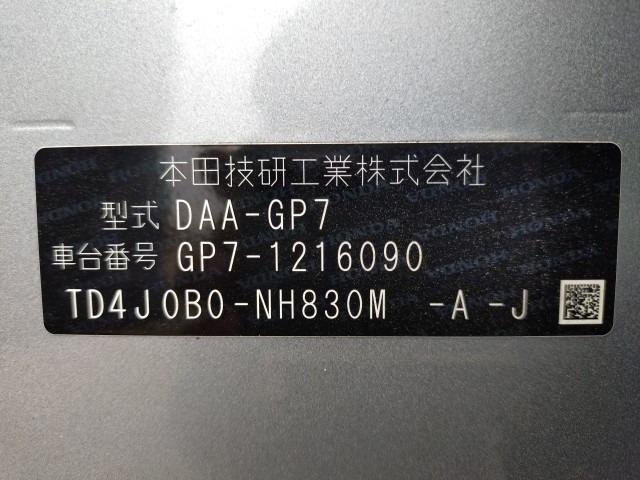 本田技研工業株式会社
型式 DAA-GP7
車台番号 GP7-1216090
TD4J0B0-NH830M -A -J